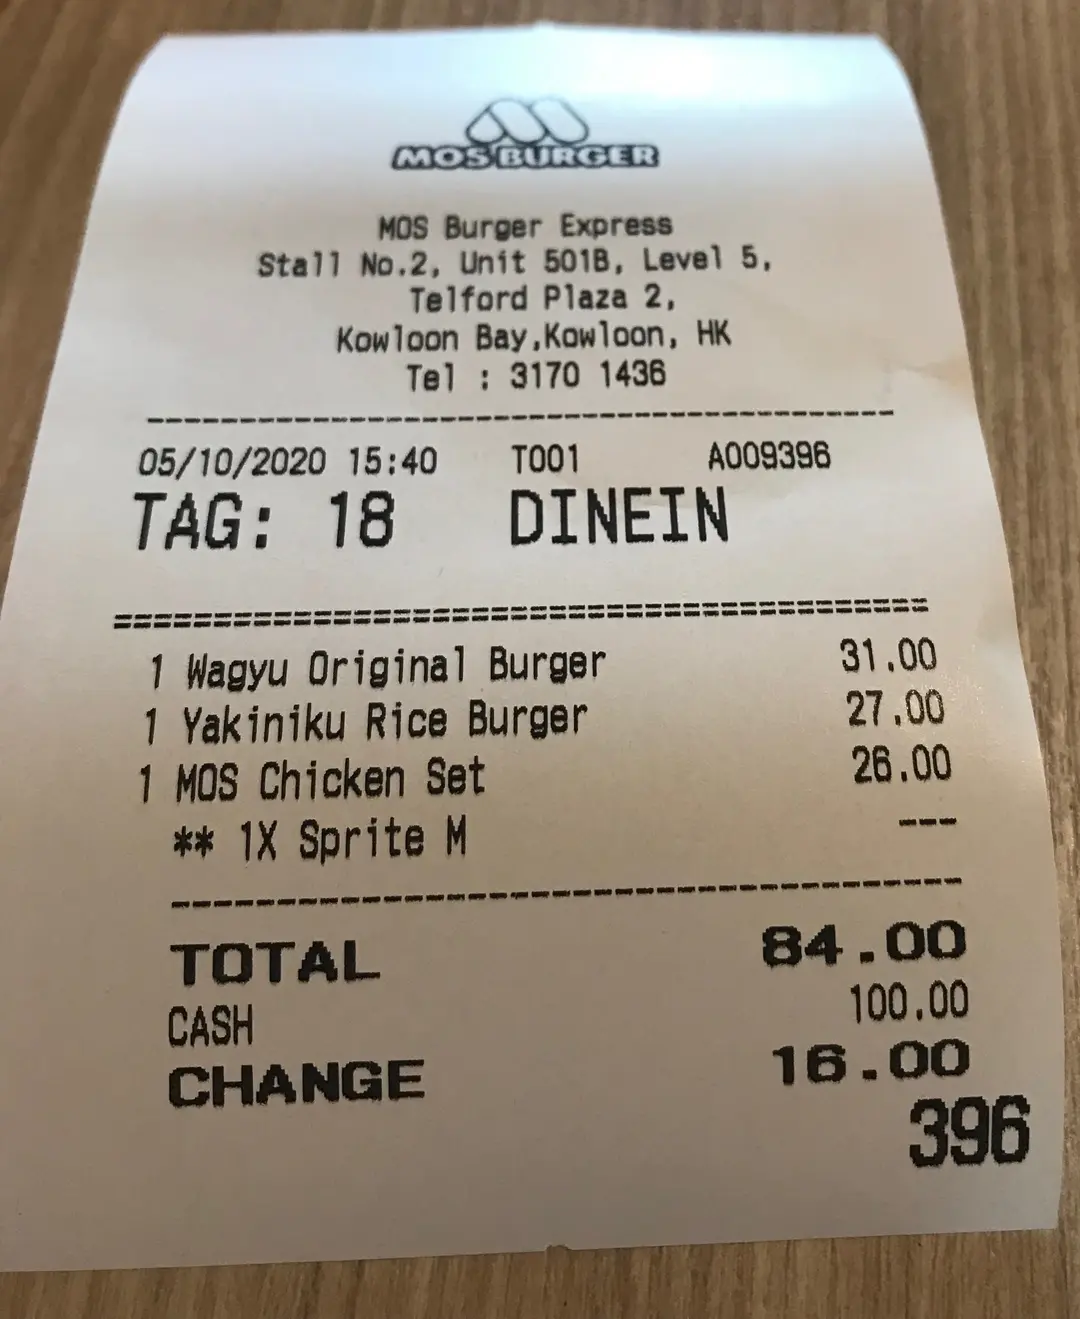 MOS BURGER
MOS Burger Express
Stall No.2, Unit 501B, Level 5,
Telford Plaza 2,
Kowloon Bay,Kowloon, HK
Tel : 3170 1436
05/10/2020 15:40 T001 A009396
TAG: 18 DINEIN
1 Wagyu Original Burger 31.00
1 Yakiniku Rice Burger 27.00
1 MOS Chicken Set 26.00
** 1X Sprite M ---
TOTAL 84.00
CASH 100.00
CHANGE 16.00
396